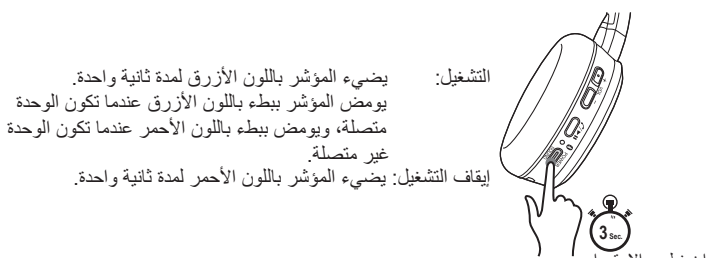 التشغيل: يضيء المؤشر باللون الأزرق لمدة ثانية واحدة.
يومض المؤشر ببطء باللون الأزرق عندما تكون الوحدة
متصلة، ويومض ببطء باللون الأحمر عندما تكون الوحدة
غير متصلة.
إيقاف التشغيل: يضيء المؤشر باللون الأحمر لمدة ثانية واحدة.
3 Sec.